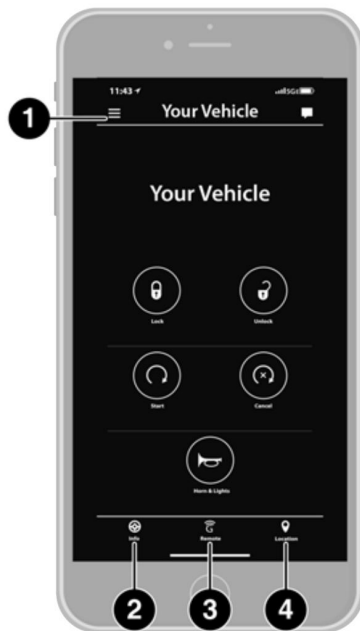 11:43
5G
1
Your Vehicle
Your Vehicle
Lock
Unlock
Start
Cancel
Horn & Lights
Info
Remote
Location
2
3
4